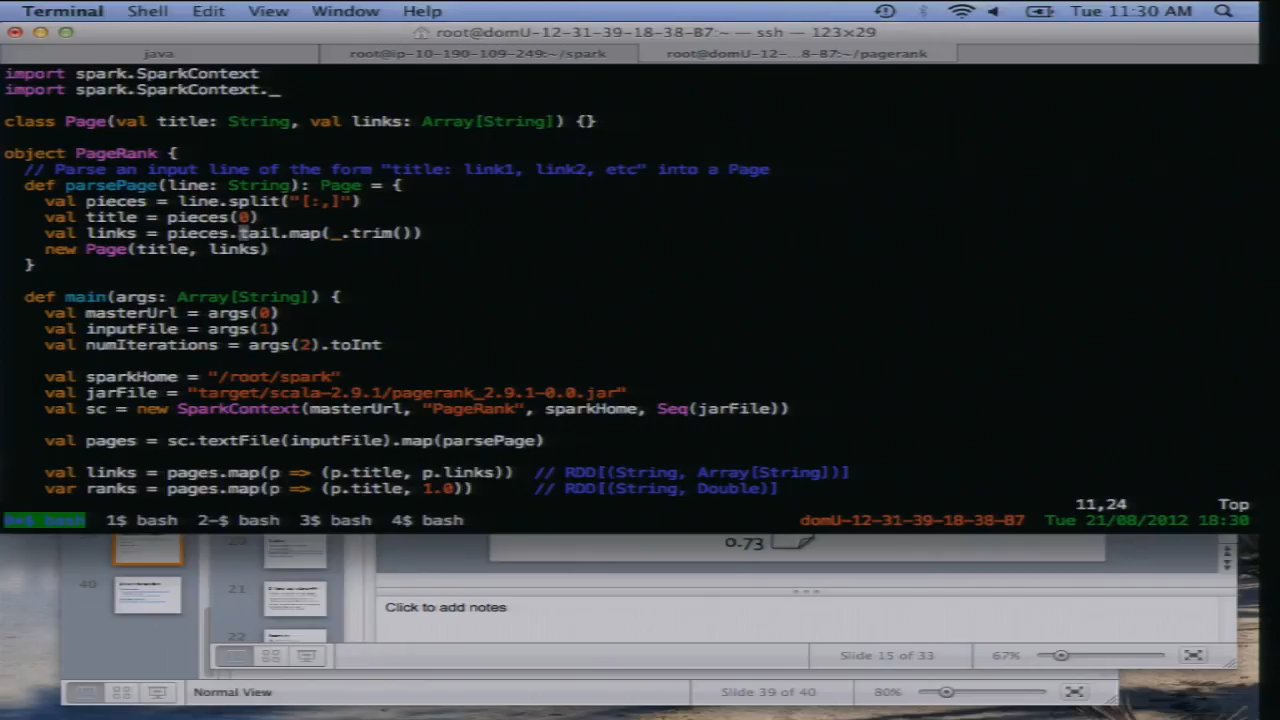 Terminal Shell Edit View Window Help Tue 11:30 AM
root@domU-12-31-39-18-38-B7:~ — ssh — 123×29
java root@ip-10-190-109-249:~/spark root@domU-12-...8-B7:~/pagerank
import spark.SparkContext
import spark.SparkContext._
class Page(val title: String, val links: Array[String]) {}
object PageRank {
// Parse an input line of the form "title: link1, link2, etc" into a Page
def parsePage(line: String): Page = {
val pieces = line.split("[:,]")
val title = pieces(0)
val links = pieces.tail.map(_.trim())
new Page(title, links)
}
def main(args: Array[String]) {
val masterUrl = args(0)
val inputFile = args(1)
val numIterations = args(2).toInt
val sparkHome = "/root/spark"
val jarFile = "target/scala-2.9.1/pagerank_2.9.1-0.0.jar"
val sc = new SparkContext(masterUrl, "PageRank", sparkHome, Seq(jarFile))
val pages = sc.textFile(inputFile).map(parsePage)
val links = pages.map(p => (p.title, p.links)) // RDD[(String, Array[String])]
var ranks = pages.map(p => (p.title, 1.0)) // RDD[(String, Double)]
11,24 Top
0*$ bash 1$ bash 2-$ bash 3$ bash 4$ bash domU-12-31-39-18-38-B7 Tue 21/08/2012 18:30
0.73
40
21
Click to add notes
22
Slide 15 of 33 67%
Normal View Slide 39 of 40 80%